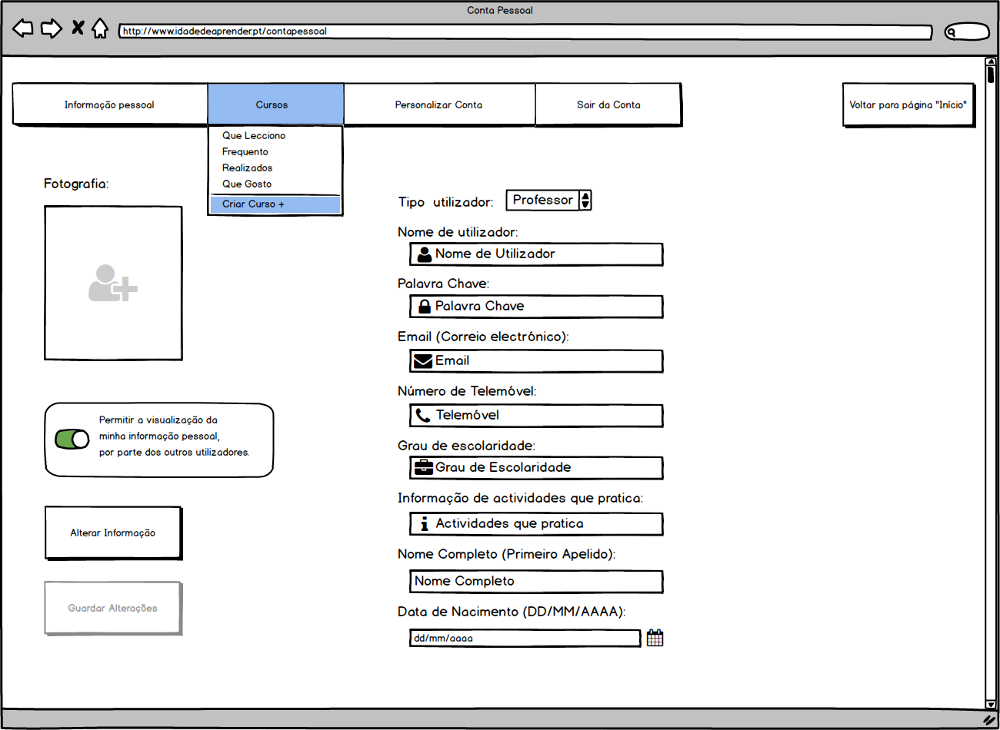 Conta Pessoal
http://www.idadedeaprender.pt/contapessoal
Informação pessoal
Cursos
Personalizar Conta
Sair da Conta
Voltar para página "Início"
Que Lecciono
Frequento
Realizados
Que Gosto
Criar Curso +
Fotografia:
Tipo utilizador:
Professor
Nome de utilizador:
Nome de Utilizador
Palavra Chave:
Palavra Chave
Email (Correio electrónico):
Email
Número de Telemóvel:
Telemóvel
Permitir a visualização da
minha informação pessoal,
por parte dos outros utilizadores.
Grau de escolaridade:
Grau de Escolaridade
Informação de actividades que pratica:
Actividades que pratica
Alterar Informação
Nome Completo (Primeiro Apelido):
Nome Completo
Guardar Alterações
Data de Nacimento (DD/MM/AAAA):
dd/mm/aaaa